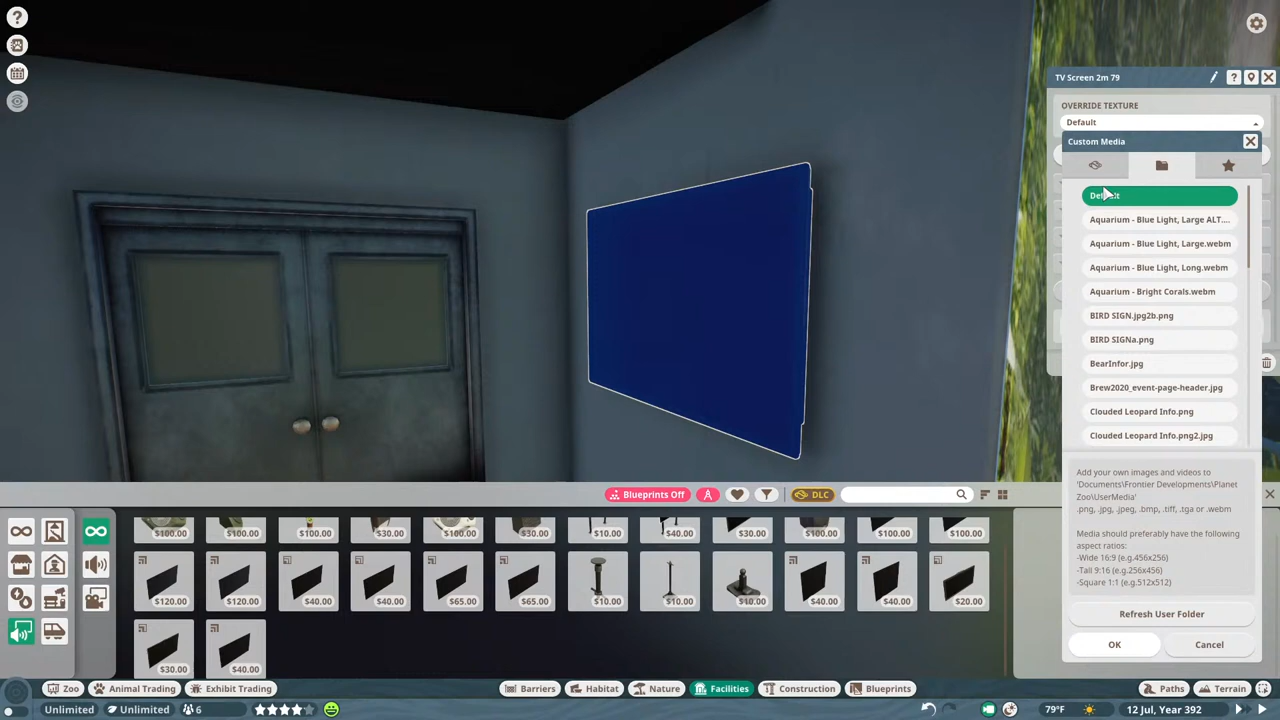 TV Screen 2m 79
OVERRIDE TEXTURE
Default
Custom Media
Default
Aquarium - Blue Light, Large ALT....
Aquarium - Blue Light, Large.webm
Aquarium - Blue Light, Long.webm
Aquarium - Bright Corals.webm
BIRD SIGN.jpg2b.png
BIRD SIGNa.png
BearInfor.jpg
Brew2020_event-page-header.jpg
Clouded Leopard Info.png
Clouded Leopard Info.png2.jpg
Add your own images and videos to
'Documents\Frontier Developments\Planet
Zoo\UserMedia'
.png, .jpg, .jpeg, .bmp, .tiff, .tga or .webm
Media should preferably have the following
aspect ratios:
-Wide 16:9 (e.g.456x256)
-Tall 9:16 (e.g.256x456)
-Square 1:1 (e.g.512x512)
Refresh User Folder
OK Cancel
Blueprints Off DLC
$100.00 $100.00 $100.00 $30.00 $100.00 $30.00 $10.00 $40.00 $30.00 $100.00 $100.00 $100.00
$120.00 $120.00 $40.00 $40.00 $65.00 $65.00 $10.00 $10.00 $10.00 $40.00 $40.00 $20.00
$30.00 $40.00
Zoo Animal Trading Exhibit Trading Barriers Habitat Nature Facilities Construction Blueprints Paths Terrain
Unlimited Unlimited 6 79°F 12 Jul, Year 392